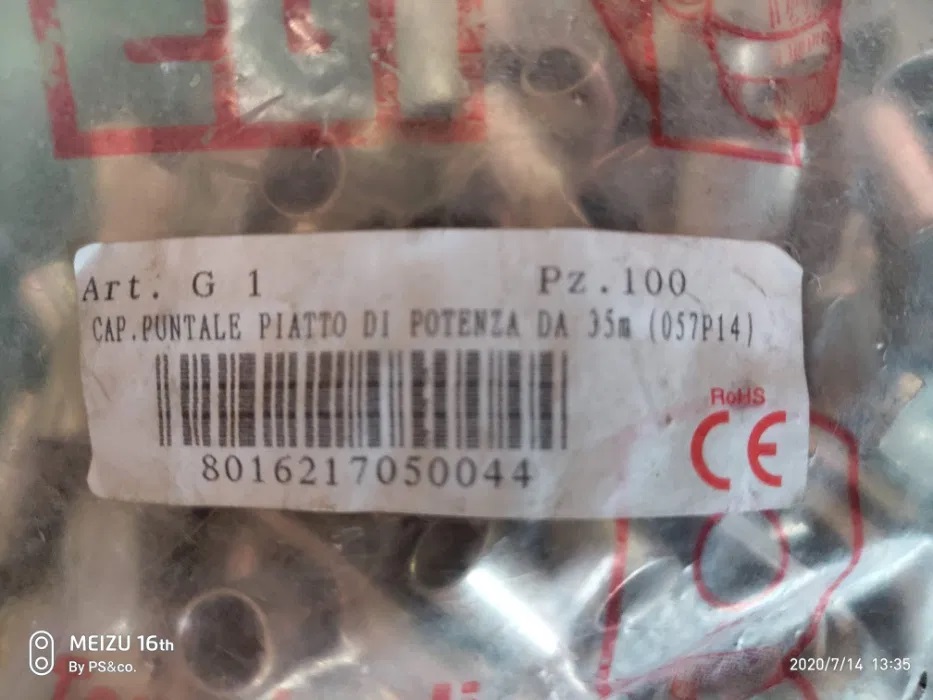 Art. G 1 Pz.100
CAP.PUNTALE PIATTO DI POTENZA DA 35m (057P14)
8016217050044
RoHS
CE
MEIZU 16th
By PS&co.
2020/7/14 13:35